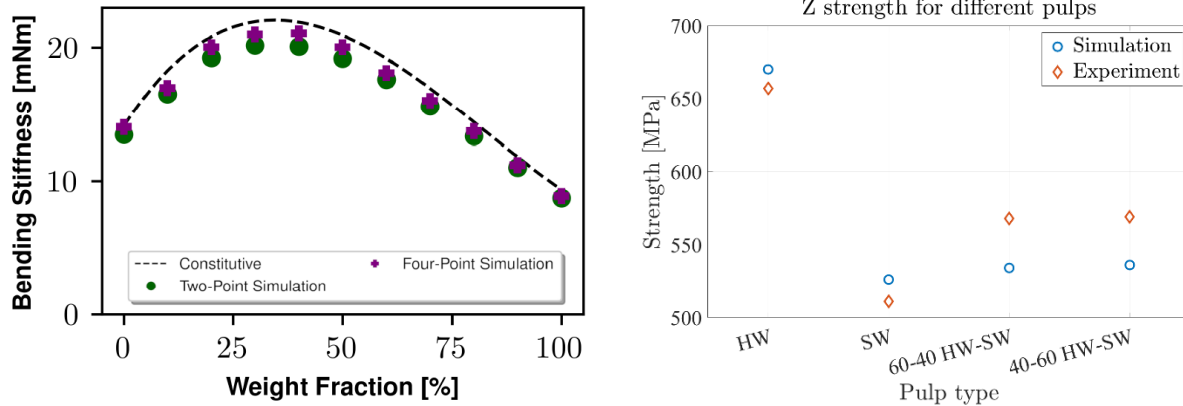 Bending Stiffness [mNm]
20
10
0
Constitutive
Two-Point Simulation
Four-Point Simulation
0 25 50 75 100
Weight Fraction [%]
Z strength for different pulps
Strength [MPa]
700
650
600
550
500
Simulation
Experiment
HW SW 60-40 HW-SW 40-60 HW-SW
Pulp type